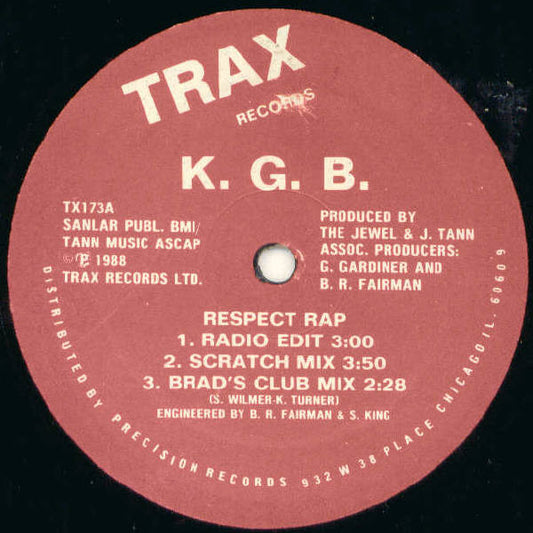 TRAX
RECORDS
K. G. B.
TX173A
SANLAR PUBL. BMI/
TANN MUSIC ASCAP
©℗ 1988
TRAX RECORDS LTD.
PRODUCED BY
THE JEWEL & J. TANN
ASSOC. PRODUCERS:
G. GARDINER AND
B. R. FAIRMAN
RESPECT RAP
1. RADIO EDIT 3:00
2. SCRATCH MIX 3:50
3. BRAD'S CLUB MIX 2:28
(S. WILMER-K. TURNER)
ENGINEERED BY B. R. FAIRMAN & S. KING
DISTRIBUTED BY PRECISION RECORDS 932 W 38 PLACE CHICAGO IL. 60609